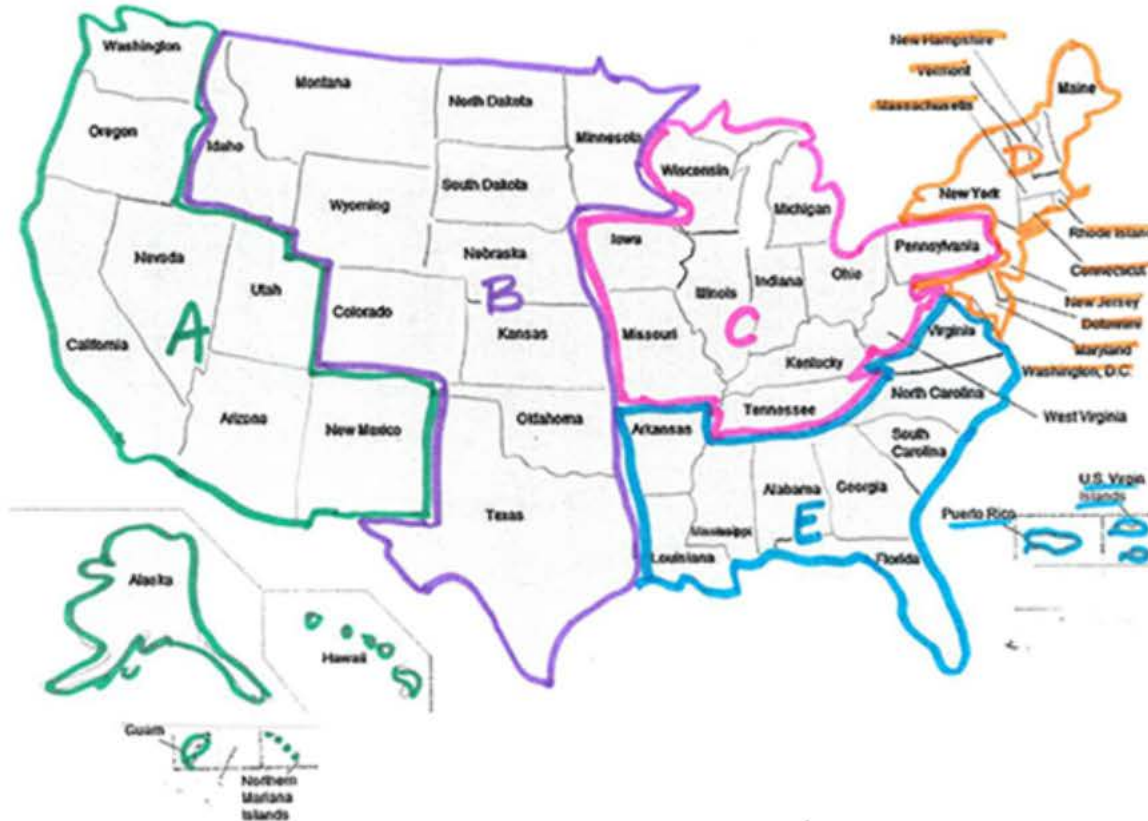 Washington
Montana
North Dakota
Minnesota
Oregon
Idaho
South Dakota
Wyoming
Nebraska
Nevada
Utah
Colorado
Kansas
California
Arizona
New Mexico
Oklahoma
Texas
A
B
Wisconsin
Michigan
Iowa
Illinois
Indiana
Ohio
Pennsylvania
Missouri
Kentucky
Tennessee
C
New Hampshire
Vermont
Massachusetts
Maine
New York
D
Rhode Island
Connecticut
New Jersey
Delaware
Maryland
Washington, D.C.
West Virginia
Virginia
North Carolina
South
Carolina
Arkansas
Mississippi
Alabama
Georgia
Louisiana
Florida
E
U.S. Virgin
Islands
Puerto Rico
Alaska
Hawaii
Guam
Northern
Mariana
Islands